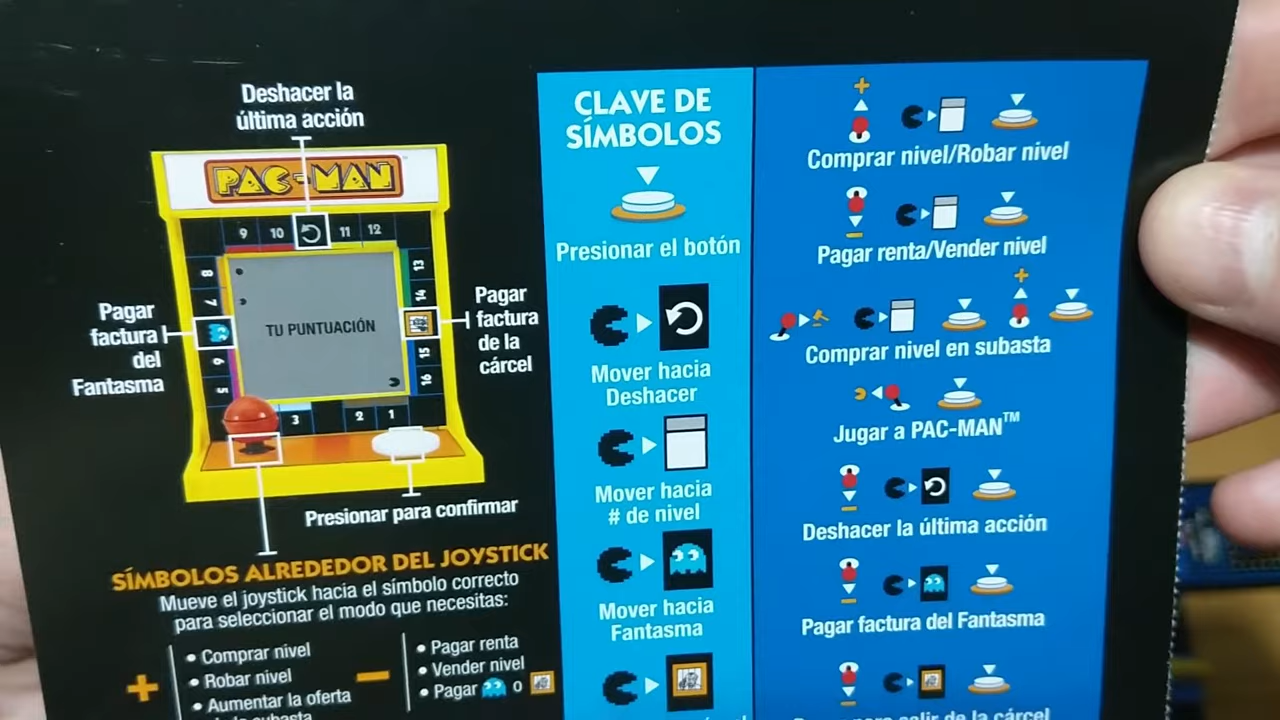 Deshacer la
última acción
PAC-MAN
9 10 11 12
8
7
6
5
13
14
15
16
3 2 1
TU PUNTUACIÓN
Pagar
factura
del
Fantasma
Pagar
factura
de la
cárcel
Presionar para confirmar
SÍMBOLOS ALREDEDOR DEL JOYSTICK
Mueve el joystick hacia el símbolo correcto
para seleccionar el modo que necesitas:
+
• Comprar nivel
• Robar nivel
• Aumentar la oferta
subasta
−
• Pagar renta
• Vender nivel
• Pagar o
CLAVE DE
SÍMBOLOS
Presionar el botón
Mover hacia
Deshacer
Mover hacia
# de nivel
Mover hacia
Fantasma
Comprar nivel/Robar nivel
Pagar renta/Vender nivel
Comprar nivel en subasta
Jugar a PAC-MAN™
Deshacer la última acción
Pagar factura del Fantasma
salir de la cárcel